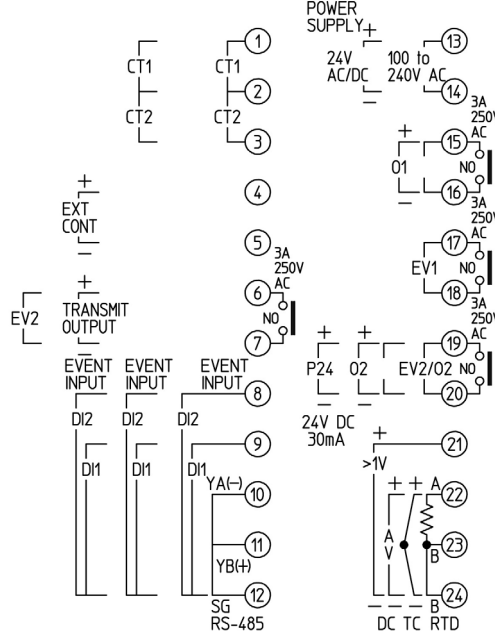 POWER
SUPPLY
+
1
13
CT1
CT1
24V
AC/DC
100 to
240V AC
2
−
14
3A
250V
AC
CT2
CT2
3
+
15
O1
NO
+
4
−
16
3A
250V
AC
EXT
CONT
−
5
17
3A
250V
AC
EV1
NO
+
6
18
3A
250V
AC
EV2
TRANSMIT
OUTPUT
NO
−
7
+
+
19
EVENT
INPUT
EVENT
INPUT
EVENT
INPUT
P24
O2
EV2/O2
NO
8
−
−
20
DI2
DI2
DI2
24V DC
30mA
9
+
21
DI1
DI1
DI1
>1V
YA(−)
10
+
+
A
22
11
A
V
B
23
YB(+)
12
−
−
−
B
24
SG
RS-485
DC
TC
RTD